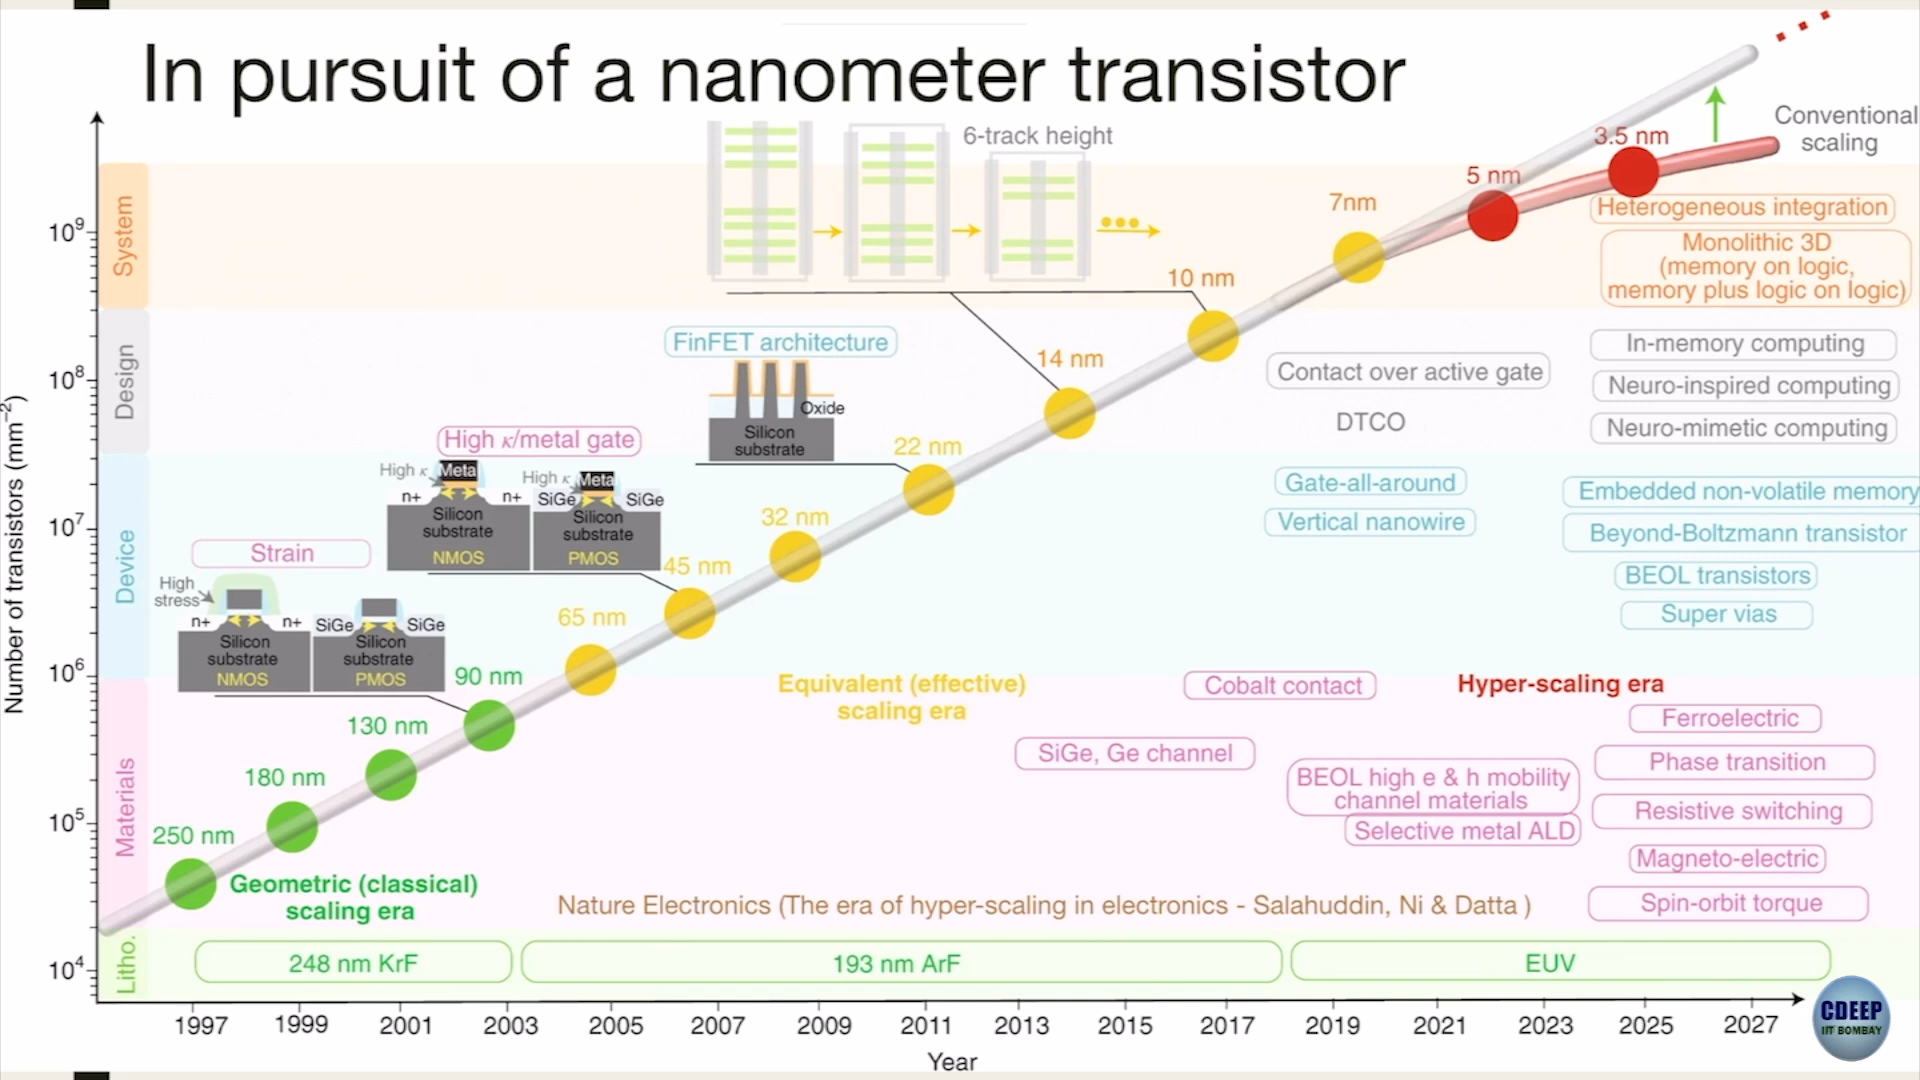 In pursuit of a nanometer transistor
Number of transistors (mm⁻²)
10⁹
10⁸
10⁷
10⁶
10⁵
10⁴
System
Design
Device
Materials
Litho.
6-track height
Conventional
scaling
3.5 nm
5 nm
7nm
10 nm
14 nm
22 nm
32 nm
45 nm
65 nm
90 nm
130 nm
180 nm
250 nm
Heterogeneous integration
Monolithic 3D
(memory on logic,
memory plus logic on logic)
FinFET architecture
Oxide
Silicon
substrate
Contact over active gate
DTCO
In-memory computing
Neuro-inspired computing
Neuro-mimetic computing
High κ/metal gate
High κ
Meta
n+
n+
Silicon
substrate
NMOS
High κ
Meta
SiGe
SiGe
Silicon
substrate
PMOS
Gate-all-around
Vertical nanowire
Embedded non-volatile memory
Beyond-Boltzmann transistor
BEOL transistors
Super vias
Strain
High
stress
n+
n+
Silicon
substrate
NMOS
SiGe
SiGe
Silicon
substrate
PMOS
Equivalent (effective)
scaling era
Cobalt contact
Hyper-scaling era
SiGe, Ge channel
BEOL high e & h mobility
channel materials
Selective metal ALD
Ferroelectric
Phase transition
Resistive switching
Magneto-electric
Spin-orbit torque
Geometric (classical)
scaling era
Nature Electronics (The era of hyper-scaling in electronics - Salahuddin, Ni & Datta )
248 nm KrF
193 nm ArF
EUV
1997
1999
2001
2003
2005
2007
2009
2011
2013
2015
2017
2019
2021
2023
2025
2027
Year
CDEEP
IIT BOMBAY